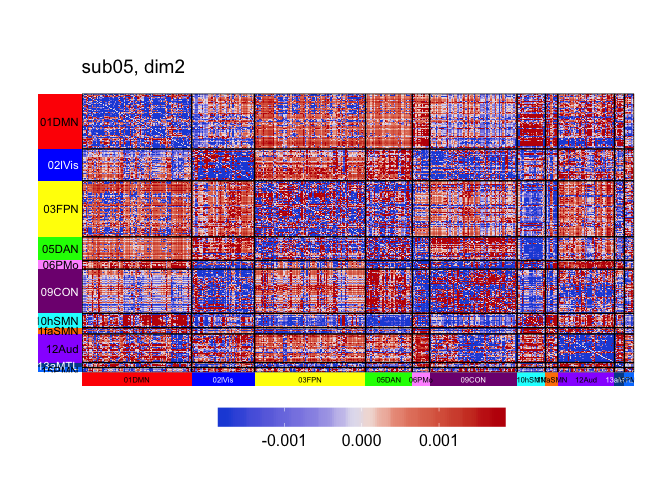 sub05, dim2
01DMN
02lVis
03FPN
05DAN
06PMo
09CON
10hSMN
11faSMN
12Aud
13aMTL
01DMN
02lVis
03FPN
05DAN
06PMo
09CON
10hSMN
12Aud
-0.001
0.000
0.001